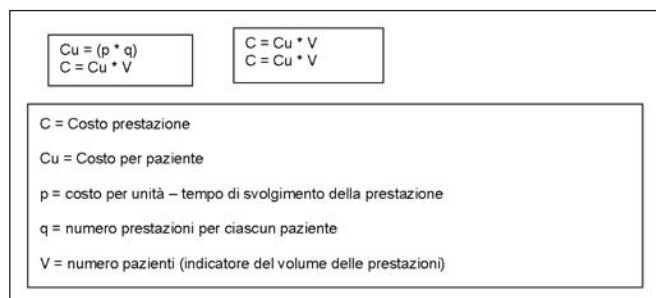 Cu = (p * q)
C = Cu * V
C = Cu * V
C = Cu * V
C = Costo prestazione
Cu = Costo per paziente
p = costo per unità – tempo di svolgimento della prestazione
q = numero prestazioni per ciascun paziente
V = numero pazienti (indicatore del volume delle prestazioni)